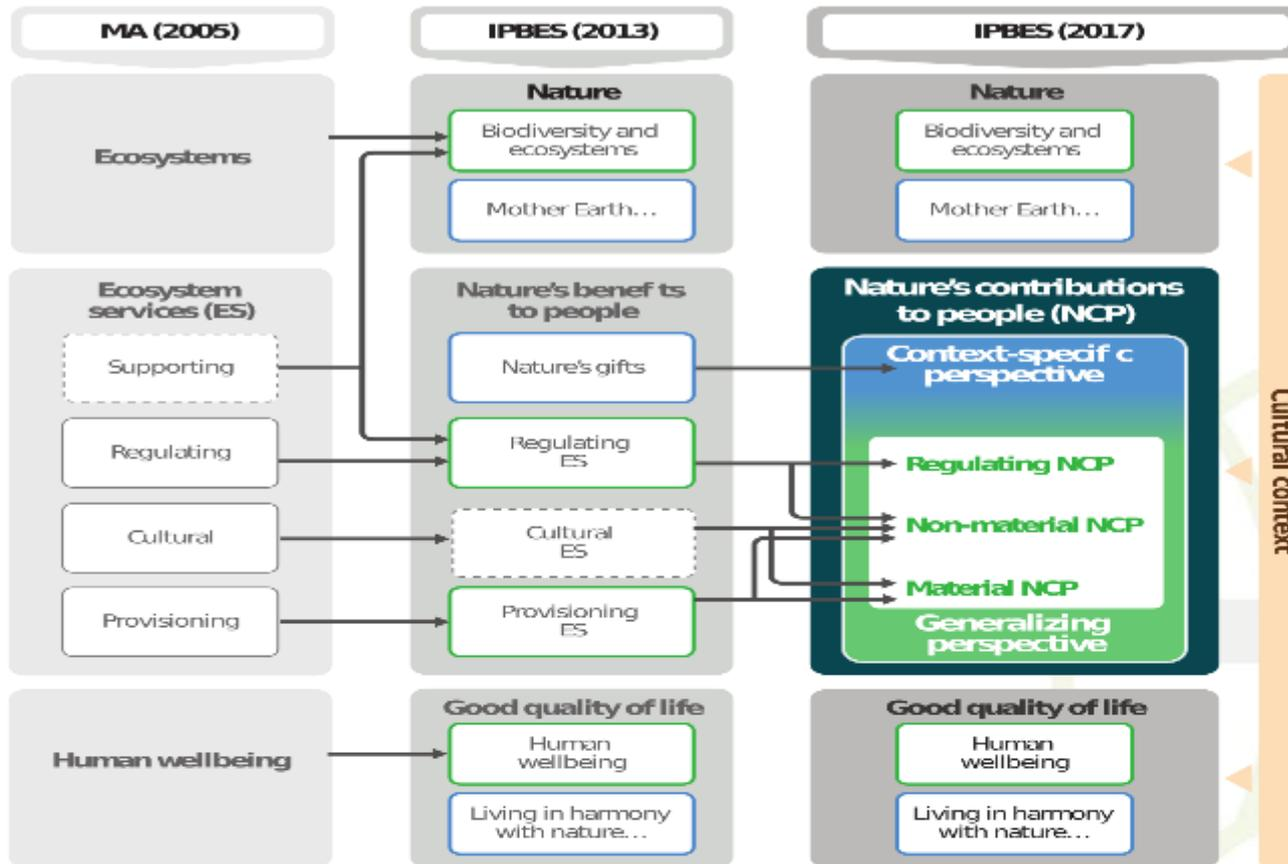 MA (2005)
IPBES (2013)
IPBES (2017)
Ecosystems
Nature
Biodiversity and
ecosystems
Mother Earth...
Nature
Biodiversity and
ecosystems
Mother Earth...
Ecosystem
services (ES)
Supporting
Regulating
Cultural
Provisioning
Nature's benefits
to people
Nature's gifts
Regulating
ES
Cultural
ES
Provisioning
ES
Nature's contributions
to people (NCP)
Context-specific
perspective
Regulating NCP
Non-material NCP
Material NCP
Generalizing
perspective
Human wellbeing
Good quality of life
Human
wellbeing
Living in harmony
with nature...
Good quality of life
Human
wellbeing
Living in harmony
with nature...
Cultural context